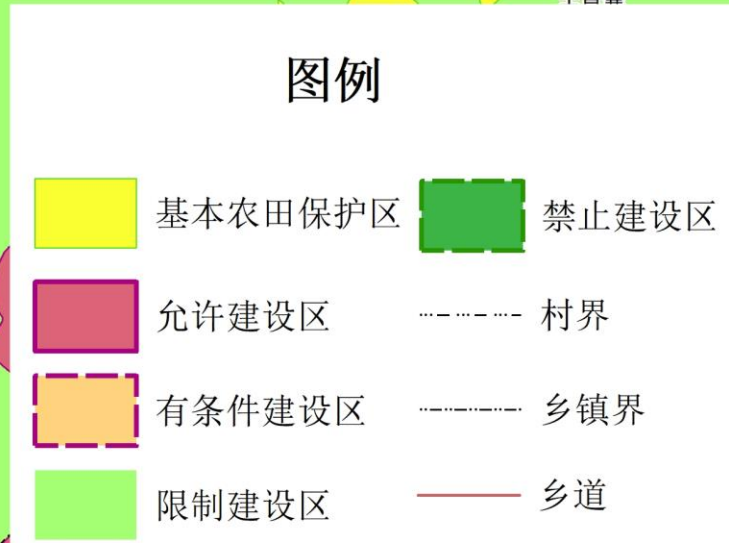 图例
基本农田保护区
禁止建设区
允许建设区
村界
有条件建设区
乡镇界
限制建设区
乡道